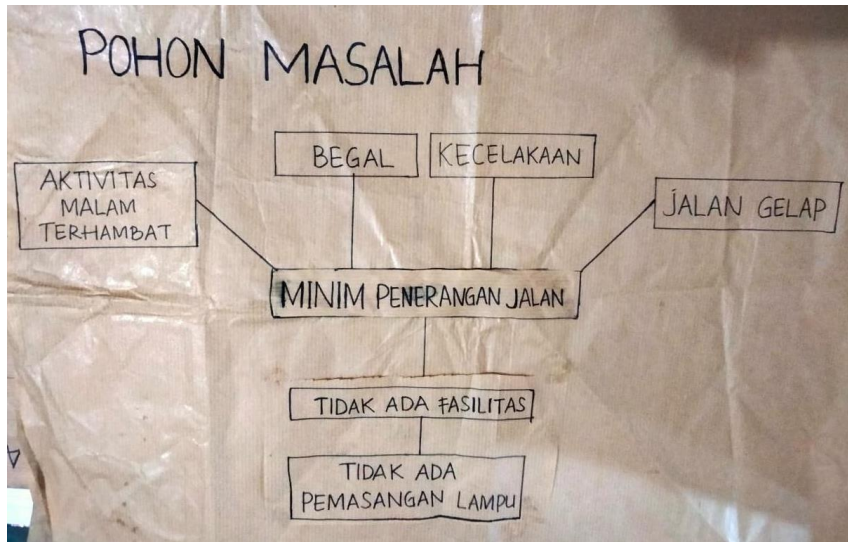 POHON MASALAH
BEGAL
KECELAKAAN
AKTIVITAS
MALAM
TERHAMBAT
JALAN GELAP
MINIM PENERANGAN JALAN
TIDAK ADA FASILITAS
TIDAK ADA
PEMASANGAN LAMPU